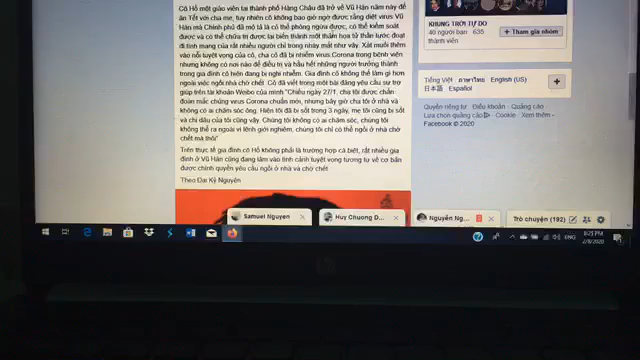 Cô Hồ một giáo viên tại thành phố Hàng Châu đã trở về Vũ Hán năm này để
ăn Tết với cha mẹ, tuy nhiên cô không bao giờ ngờ được rằng diệt virus Vũ
Hán mà Chính phủ đã mô tả là có thể phòng ngừa được, có thể kiểm soát
được và có thể chữa trị được lại biến thành một thảm họa tử thần lược đoạt
đi tính mạng của rất nhiều người chỉ trong nháy mắt như vậy. Xát muối thêm
vào nỗi tuyệt vọng của cô, cha cô đã bị nhiễm virus Corona trong bệnh viện
nhưng không có nơi nào để điều trị và hầu hết những người trưởng thành
trong gia đình cô hiện đang bị nghi nhiễm. Gia đình cô không thể làm gì hơn
ngoài việc ngồi nhà chờ chết! Cô đã viết trong một bài đăng yêu cầu sự trợ
giúp trên tài khoản Weibo của mình "Chiều ngày 27/1, cha tôi được chẩn
đoán mắc chủng virus Corona chuẩn mới, nhưng bây giờ cha tôi ở nhà và
không có ai chăm sóc ông. Hiện tôi đã bị sốt trong 3 ngày, mẹ tôi cũng bị sốt
và chị dâu của tôi cũng vậy. Chúng tôi không có ai chăm sóc, chúng tôi
không thể ra ngoài vì lệnh giới nghiêm, chúng tôi chỉ có thể ngồi ở nhà chờ
chết mà thôi"
Trên thực tế gia đình cô Hồ không phải là trường hợp cá biệt, rất nhiều gia
đình ở Vũ Hán cũng đang lâm vào tình cảnh tuyệt vọng tương tự về cơ bản
được chính quyền yêu cầu ngồi ở nhà và chờ chết
Theo Đại Kỷ Nguyên
KHUNG TRỜI TỰ DO
40 người bạn · 635
thành viên
+ Tham gia nhóm
Tiếng Việt · ภาษาไทย · English (US)
日本語 · Español
Quyền riêng tư · Điều khoản · Quảng cáo ·
Lựa chọn quảng cáo · Cookie · Xem thêm
Facebook © 2020
Samuel Nguyen
Huy Chuong D...
Nguyễn Ng...
Trò chuyện (192)
ENG
8:25 PM
2/8/2020
hp